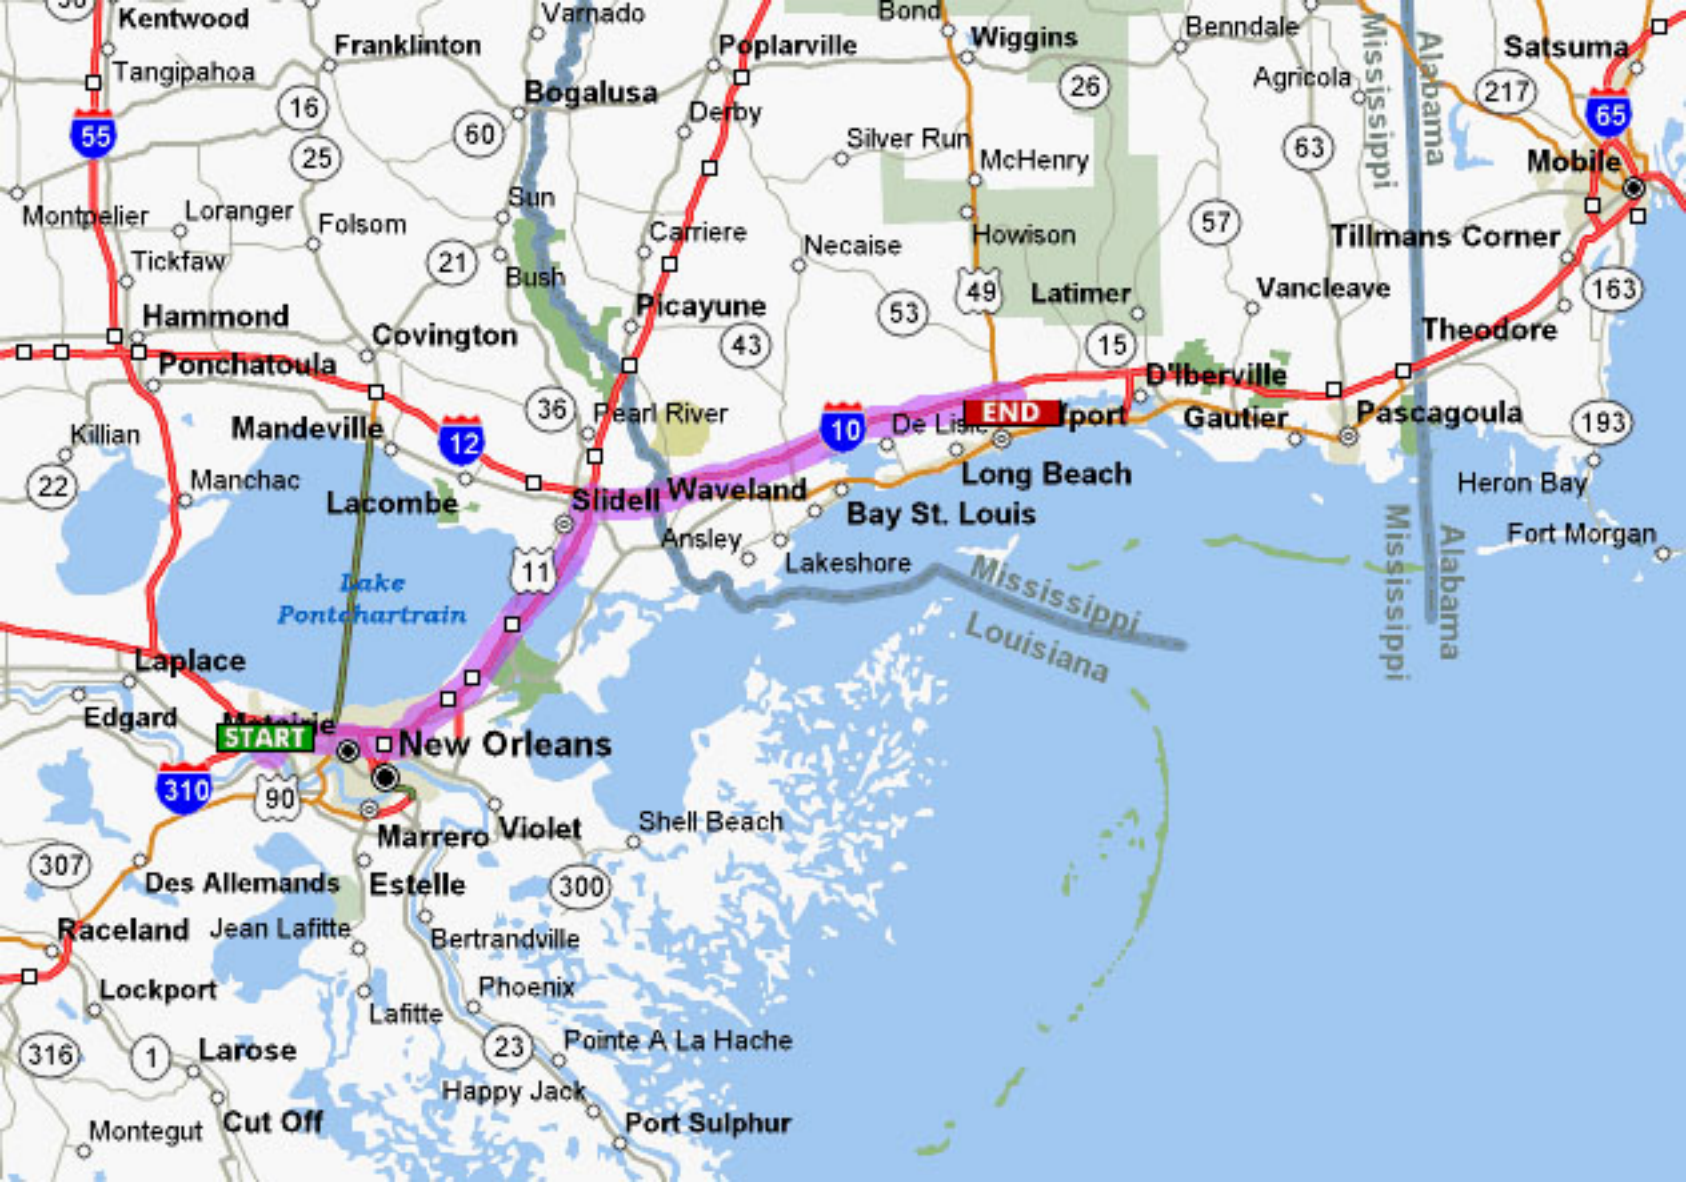 Kentwood
Varnado
Bond
Benndale
Franklinton
Poplarville
Wiggins
Satsuma
Tangipahoa
Agricola
Mississippi
Alabama
16
Bogalusa
26
217
55
60
Derby
65
25
Silver Run
63
McHenry
Mobile
Sun
Montpelier
Loranger
Folsom
Carriere
Howison
57
Tillmans Corner
Tickfaw
21
Bush
Necaise
49
Latimer
Vancleave
163
Hammond
Picayune
53
Covington
43
15
Theodore
Ponchatoula
D'Iberville
36
Pearl River
END
fport
Gautier
Pascagoula
Killian
Mandeville
12
10
De Lisle
193
22
Manchac
Lacombe
Slidell
Waveland
Long Beach
Heron Bay
Bay St. Louis
Ansley
Lakeshore
Fort Morgan
11
Lake
Pontchartrain
Mississippi
Louisiana
Mississippi
Alabama
Laplace
Edgard
Metairie
START
New Orleans
310
90
Marrero
Violet
Shell Beach
307
Des Allemands
Estelle
300
Raceland
Jean Lafitte
Bertrandville
Lockport
Lafitte
Phoenix
316
1
Larose
23
Pointe A La Hache
Happy Jack
Montegut
Cut Off
Port Sulphur